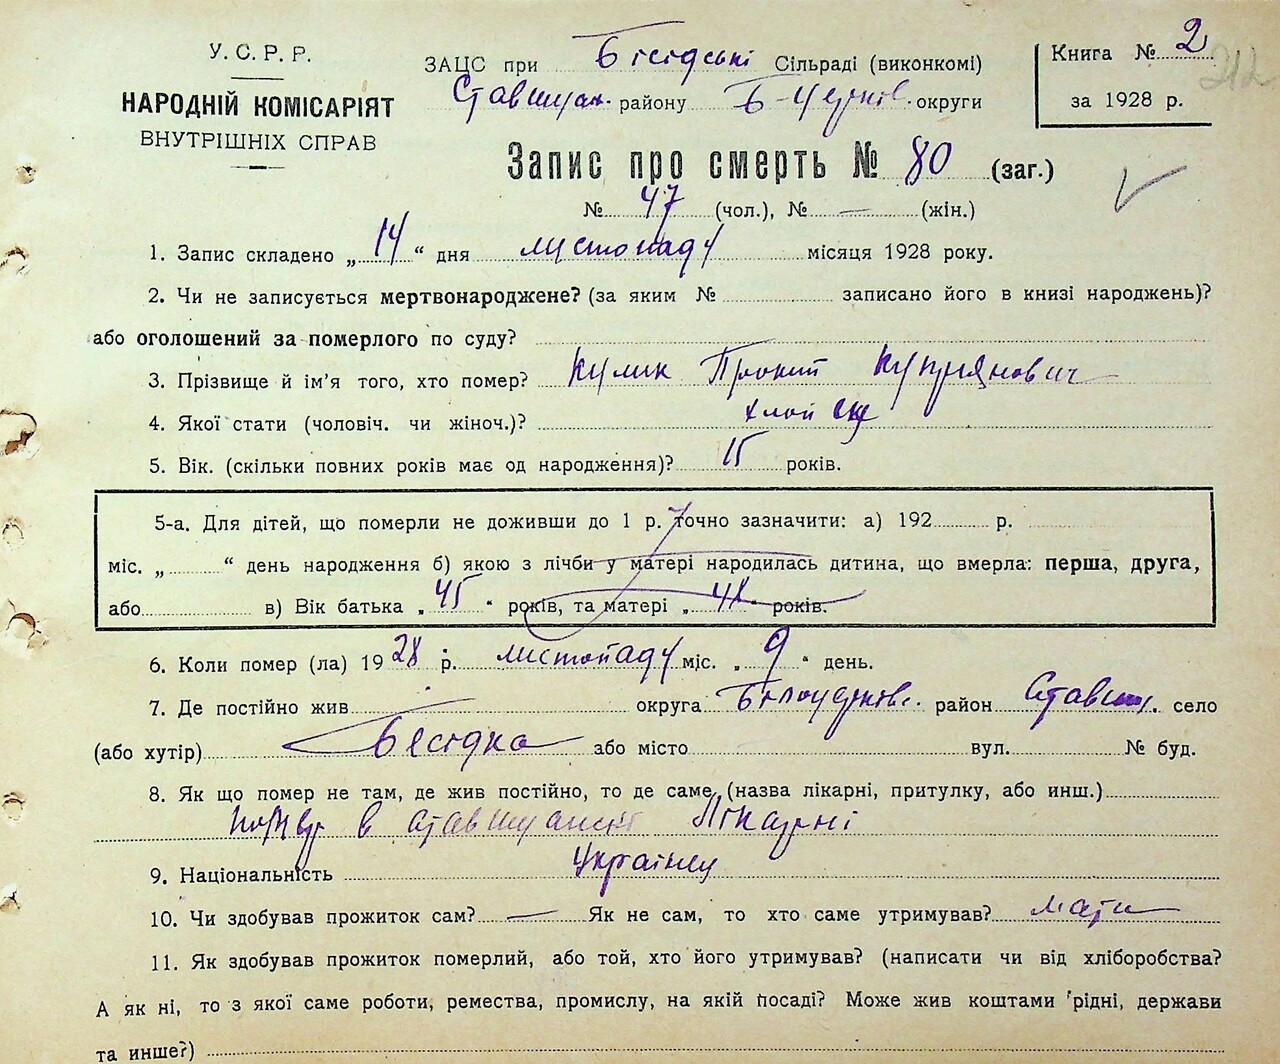 У. С. Р. Р.
НАРОДНІЙ КОМІСАРІЯТ
ВНУТРІШНІХ СПРАВ
ЗАЦС при Бісідські Сільраді (виконкомі)
Ставищан. району Б-Церків. округи
Книга № 2
за 1928 р.
212
Запис про смерть № 80 (заг.)
№ 47 (чол.), № — (жін.)
1. Запис складено „ 14 “ дня листопаду місяця 1928 року.
2. Чи не записується мертвонароджене? (за яким № записано його в книзі народжень)?
або оголошений за померлого по суду?
3. Прізвище й ім'я того, хто помер? Кулик Прокіп Купріянович
4. Якої стати (чоловіч. чи жіноч.)?
5. Вік. (скільки повних років має од народження)? 15 років.
5-а. Для дітей, що померли не доживши до 1 р. точно зазначити: а) 192 р.
міс. „ “ день народження б) якою з лічби у матері народилась дитина, що вмерла: перша, друга,
або в) Вік батька „ 45 “ років, та матері „ “ років.
6. Коли помер (ла) 1928 р. листопаду міс. „ 9 “ день.
7. Де постійно жив округа Білоцерківс. район Ставищ. село
(або хутір) Бесідка або місто вул. № буд.
8. Як що помер не там, де жив постійно, то де саме (назва лікарні, притулку, або инш.)
помер в Ставищанскі Лікарні
9. Національність Українец
10. Чи здобував прожиток сам? — Як не сам, то хто саме утримував? Мати
11. Як здобував прожиток померлий, або той, хто його утримував? (написати чи від хліборобства?
А як ні, то з якої саме роботи, ремества, промислу, на якій посаді? Може жив коштами рідні, держави
та инше?)